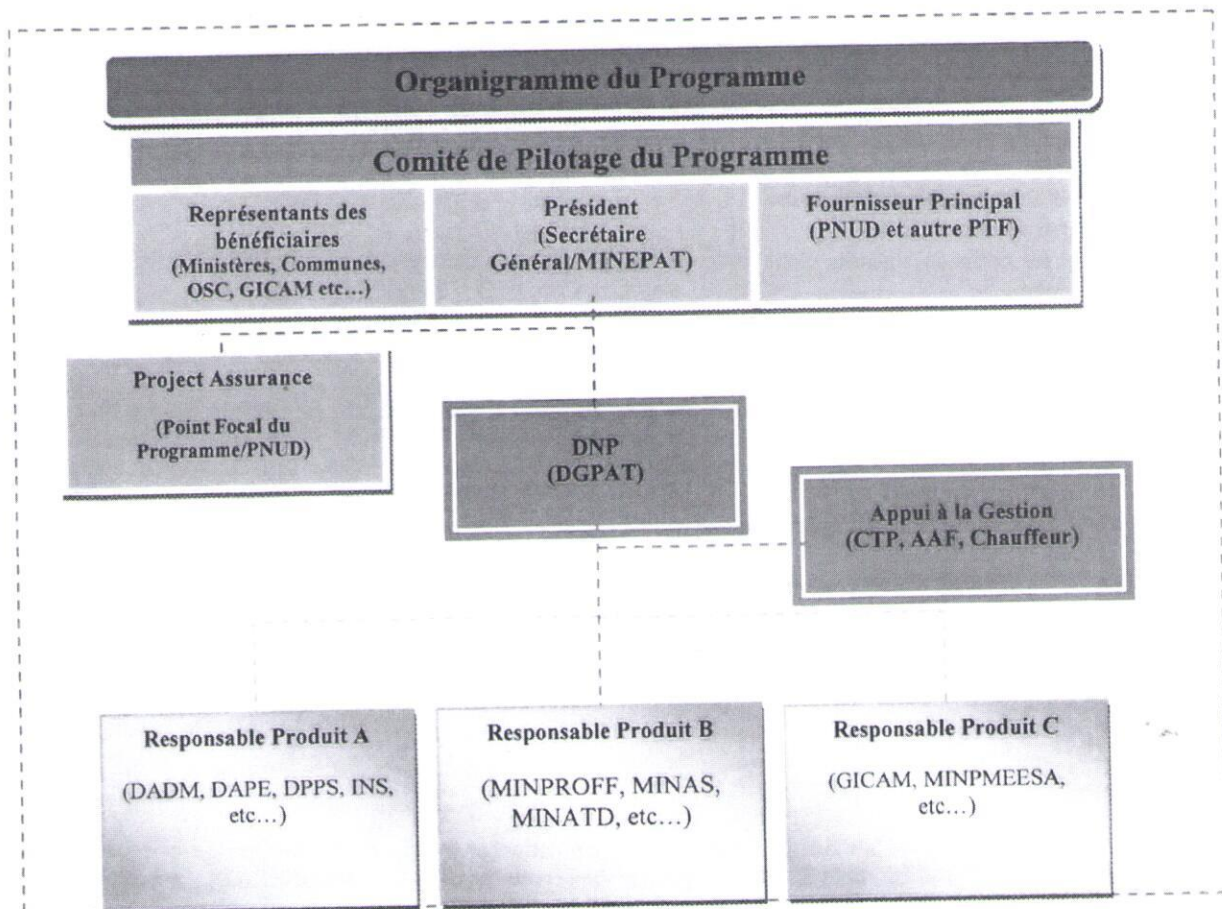 Organigramme du Programme
Comité de Pilotage du Programme
Représentants des
bénéficiaires
(Ministères, Communes,
OSC, GICAM etc...)
Président
(Secrétaire
Général/MINEPAT)
Fournisseur Principal
(PNUD et autre PTF)
Project Assurance
(Point Focal du
Programme/PNUD)
DNP
(DGPAT)
Appui à la Gestion
(CTP, AAF, Chauffeur)
Responsable Produit A
(DADM, DAPE, DPPS, INS,
etc...)
Responsable Produit B
(MINPROFF, MINAS,
MINATD, etc...)
Responsable Produit C
(GICAM, MINPMEESA,
etc...)